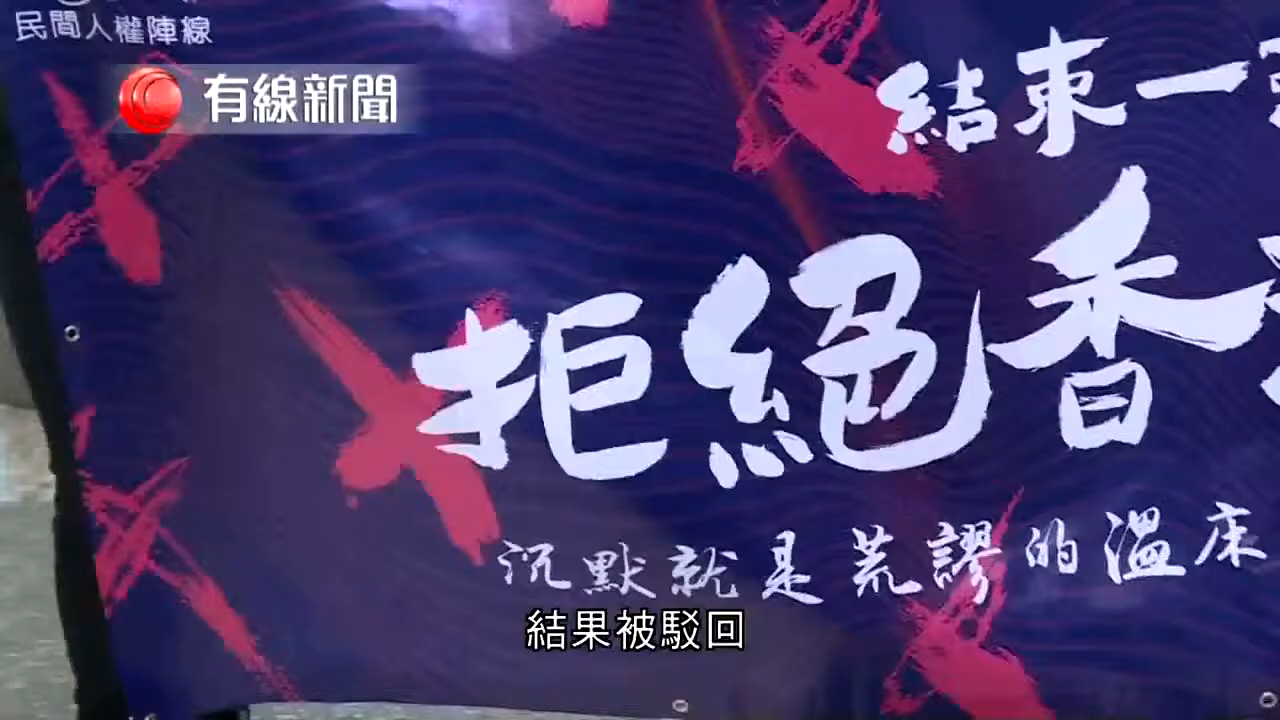 民間人權陣線
有線新聞
結束一
拒絕香
沉默就是荒謬的溫床
結果被駁回